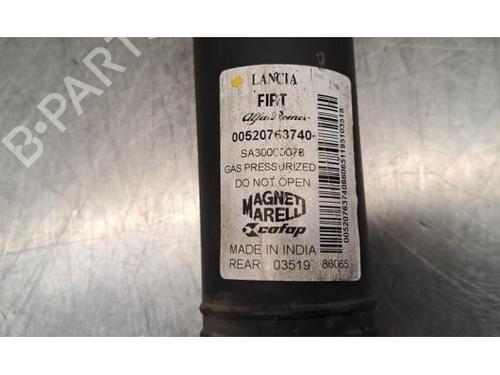 LANCIA
FIAT
Alfa Romeo
00520763740
SA30000078
GAS PRESSURIZED
DO NOT OPEN
MAGNETI
MARELLI
cofap
MADE IN INDIA
REAR 03519 86065
00520763740860651185103519
B-PARTS